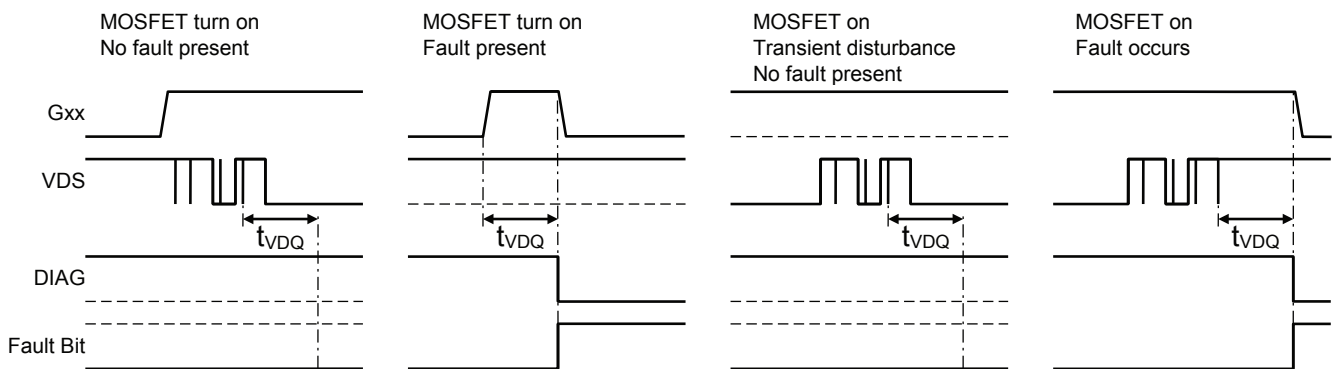 MOSFET turn on
No fault present
MOSFET turn on
Fault present
MOSFET on
Transient disturbance
No fault present
MOSFET on
Fault occurs
Gxx
VDS
tVDQ
tVDQ
tVDQ
tVDQ
DIAG
Fault Bit